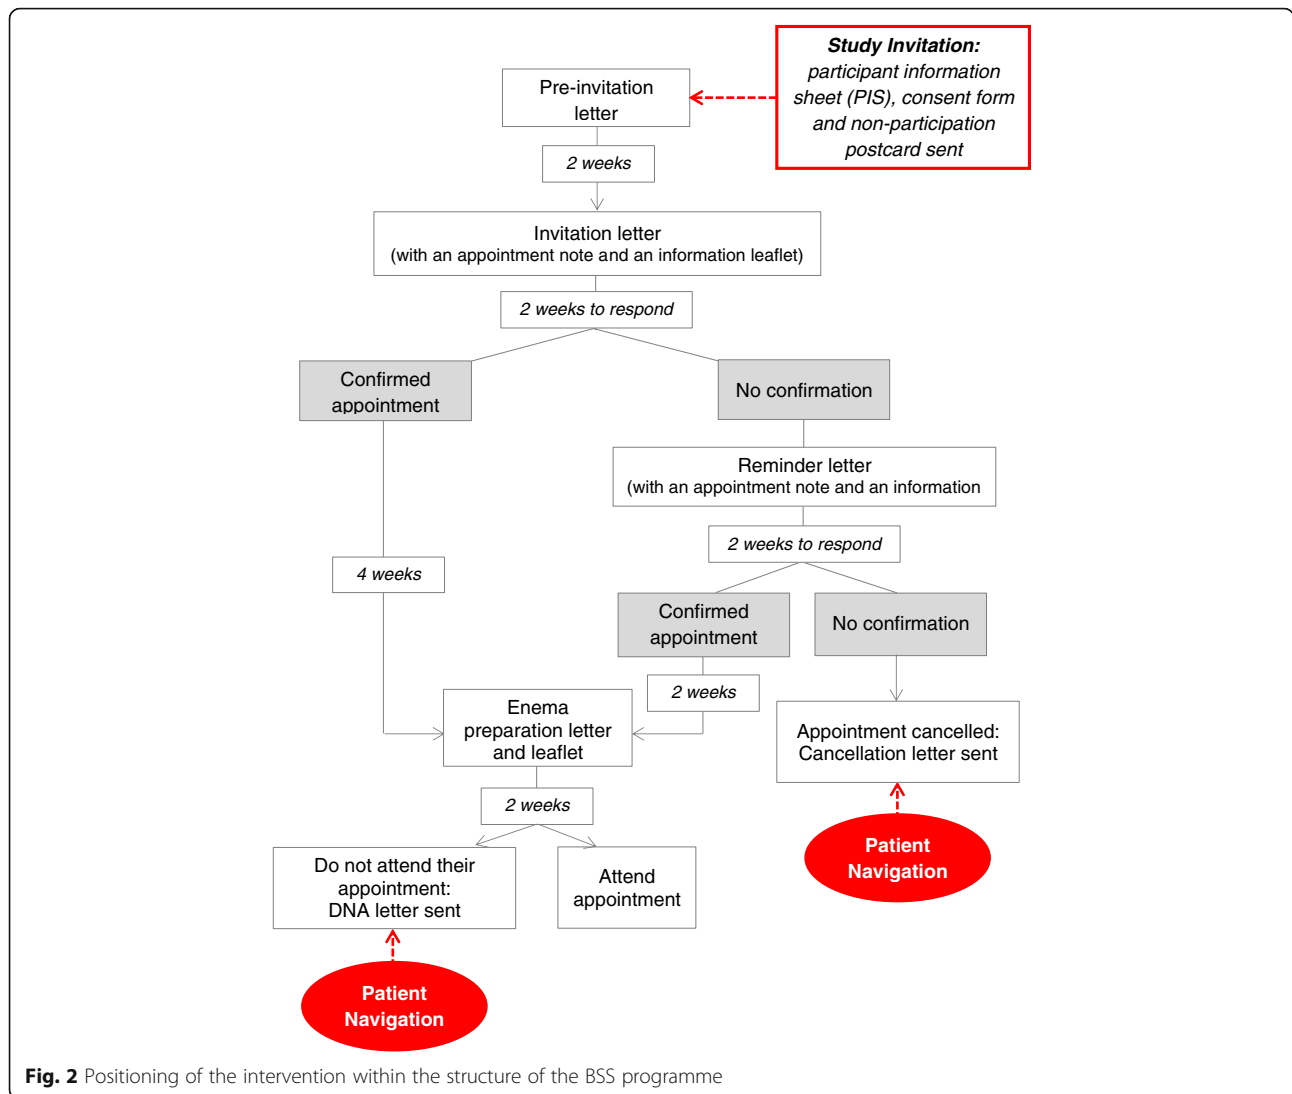 Study Invitation:
participant information
sheet (PIS), consent form
and non-participation
postcard sent
Pre-invitation
letter
2 weeks
Invitation letter
(with an appointment note and an information leaflet)
2 weeks to respond
Confirmed
appointment
No confirmation
Reminder letter
(with an appointment note and an information
2 weeks to respond
4 weeks
Confirmed
appointment
No confirmation
2 weeks
Enema
preparation letter
and leaflet
Appointment cancelled:
Cancellation letter sent
2 weeks
Patient
Navigation
Do not attend their
appointment:
DNA letter sent
Attend
appointment
Patient
Navigation
Fig. 2 Positioning of the intervention within the structure of the BSS programme